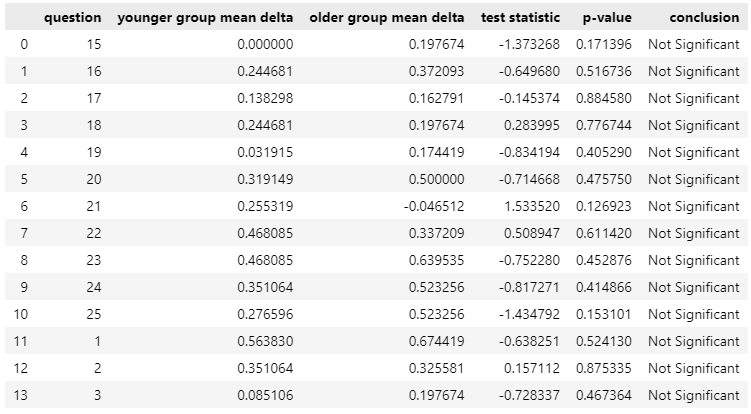 question younger group mean delta older group mean delta test statistic p-value conclusion
0 15 0.000000 0.197674 -1.373268 0.171396 Not Significant
1 16 0.244681 0.372093 -0.649680 0.516736 Not Significant
2 17 0.138298 0.162791 -0.145374 0.884580 Not Significant
3 18 0.244681 0.197674 0.283995 0.776744 Not Significant
4 19 0.031915 0.174419 -0.834194 0.405290 Not Significant
5 20 0.319149 0.500000 -0.714668 0.475750 Not Significant
6 21 0.255319 -0.046512 1.533520 0.126923 Not Significant
7 22 0.468085 0.337209 0.508947 0.611420 Not Significant
8 23 0.468085 0.639535 -0.752280 0.452876 Not Significant
9 24 0.351064 0.523256 -0.817271 0.414866 Not Significant
10 25 0.276596 0.523256 -1.434792 0.153101 Not Significant
11 1 0.563830 0.674419 -0.638251 0.524130 Not Significant
12 2 0.351064 0.325581 0.157112 0.875335 Not Significant
13 3 0.085106 0.197674 -0.728337 0.467364 Not Significant